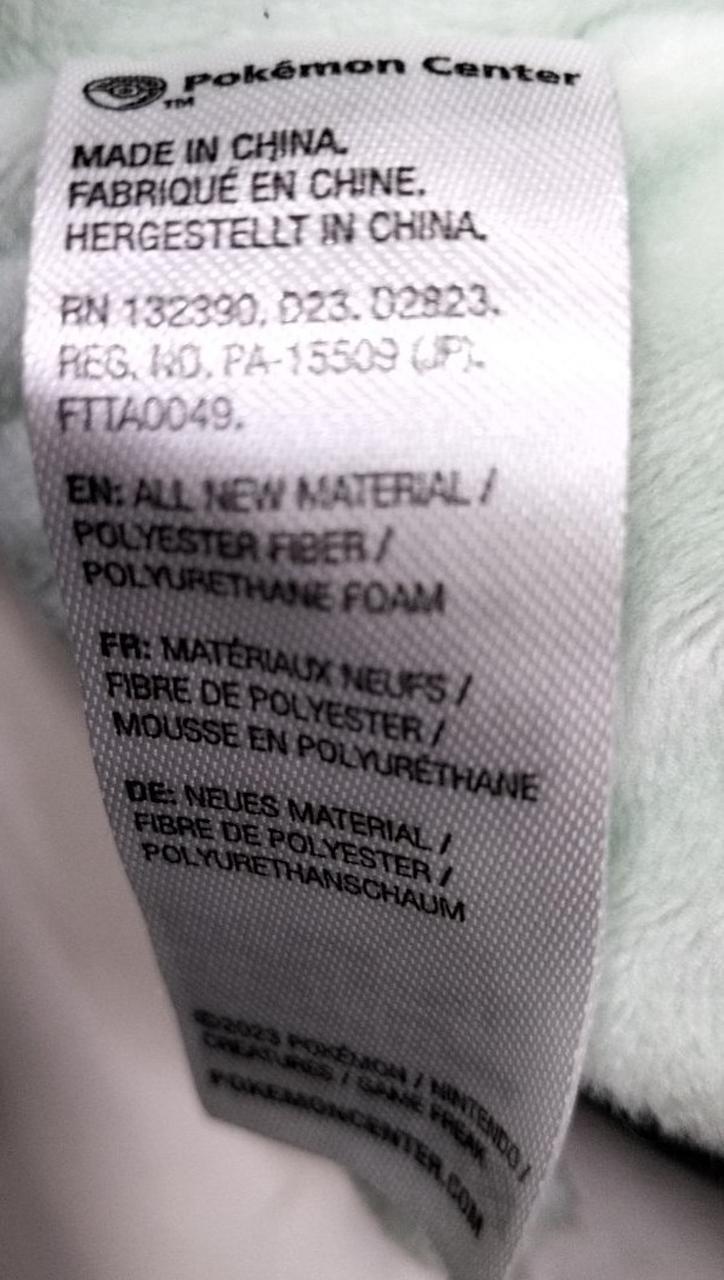 Pokémon Center
TM
MADE IN CHINA.
FABRIQUÉ EN CHINE.
HERGESTELLT IN CHINA.
RN 132390. D23. D2823.
REG. NO. PA-15509 (JP).
FTTA0049.
EN: ALL NEW MATERIAL /
POLYESTER FIBER /
POLYURETHANE FOAM
FR: MATÉRIAUX NEUFS /
FIBRE DE POLYESTER /
MOUSSE EN POLYURÉTHANE
DE: NEUES MATERIAL /
FIBRE DE POLYESTER /
POLYURETHANSCHAUM
©2023 POKÉMON / NINTENDO /
CREATURES / GAME FREAK
POKEMONCENTER.COM